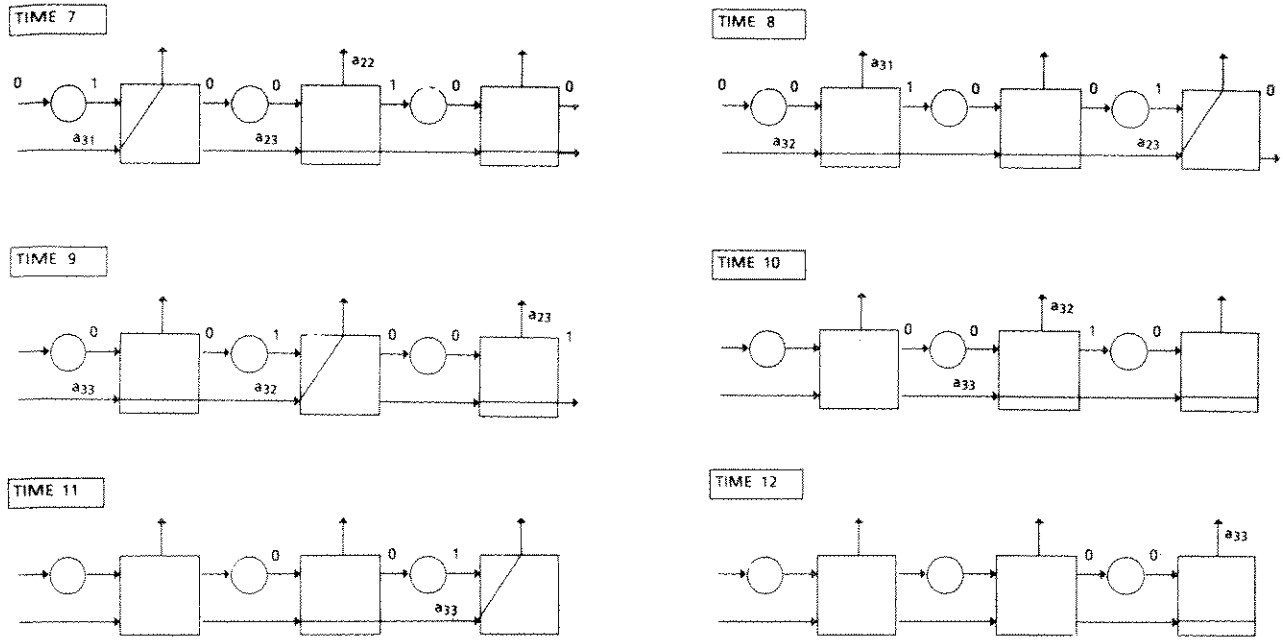 TIME 7
a22
0 1 0 0 1 0 0
a31 a23
TIME 8
a31
0 0 1 0 0 1 0
a32 a23
TIME 9
a23
0 0 1 0 0 1
a33 a32
TIME 10
a32
0 0 1 0
a33
TIME 11
0 0 1
a33
TIME 12
a33
0 0